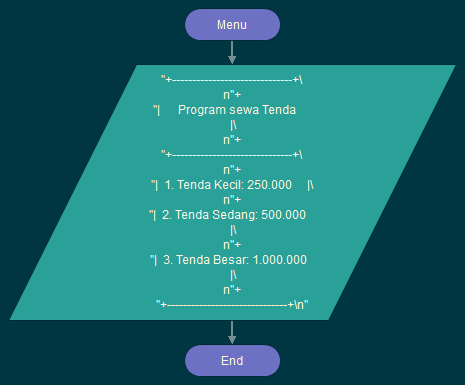 Menu
"+------------------------------+\
n"+
"|      Program sewa Tenda
|\
n"+
"+------------------------------+\
n"+
"|  1. Tenda Kecil: 250.000     |\
n"+
"|  2. Tenda Sedang: 500.000
|\
n"+
"|  3. Tenda Besar: 1.000.000
|\
n"+
"+------------------------------+\n"
End